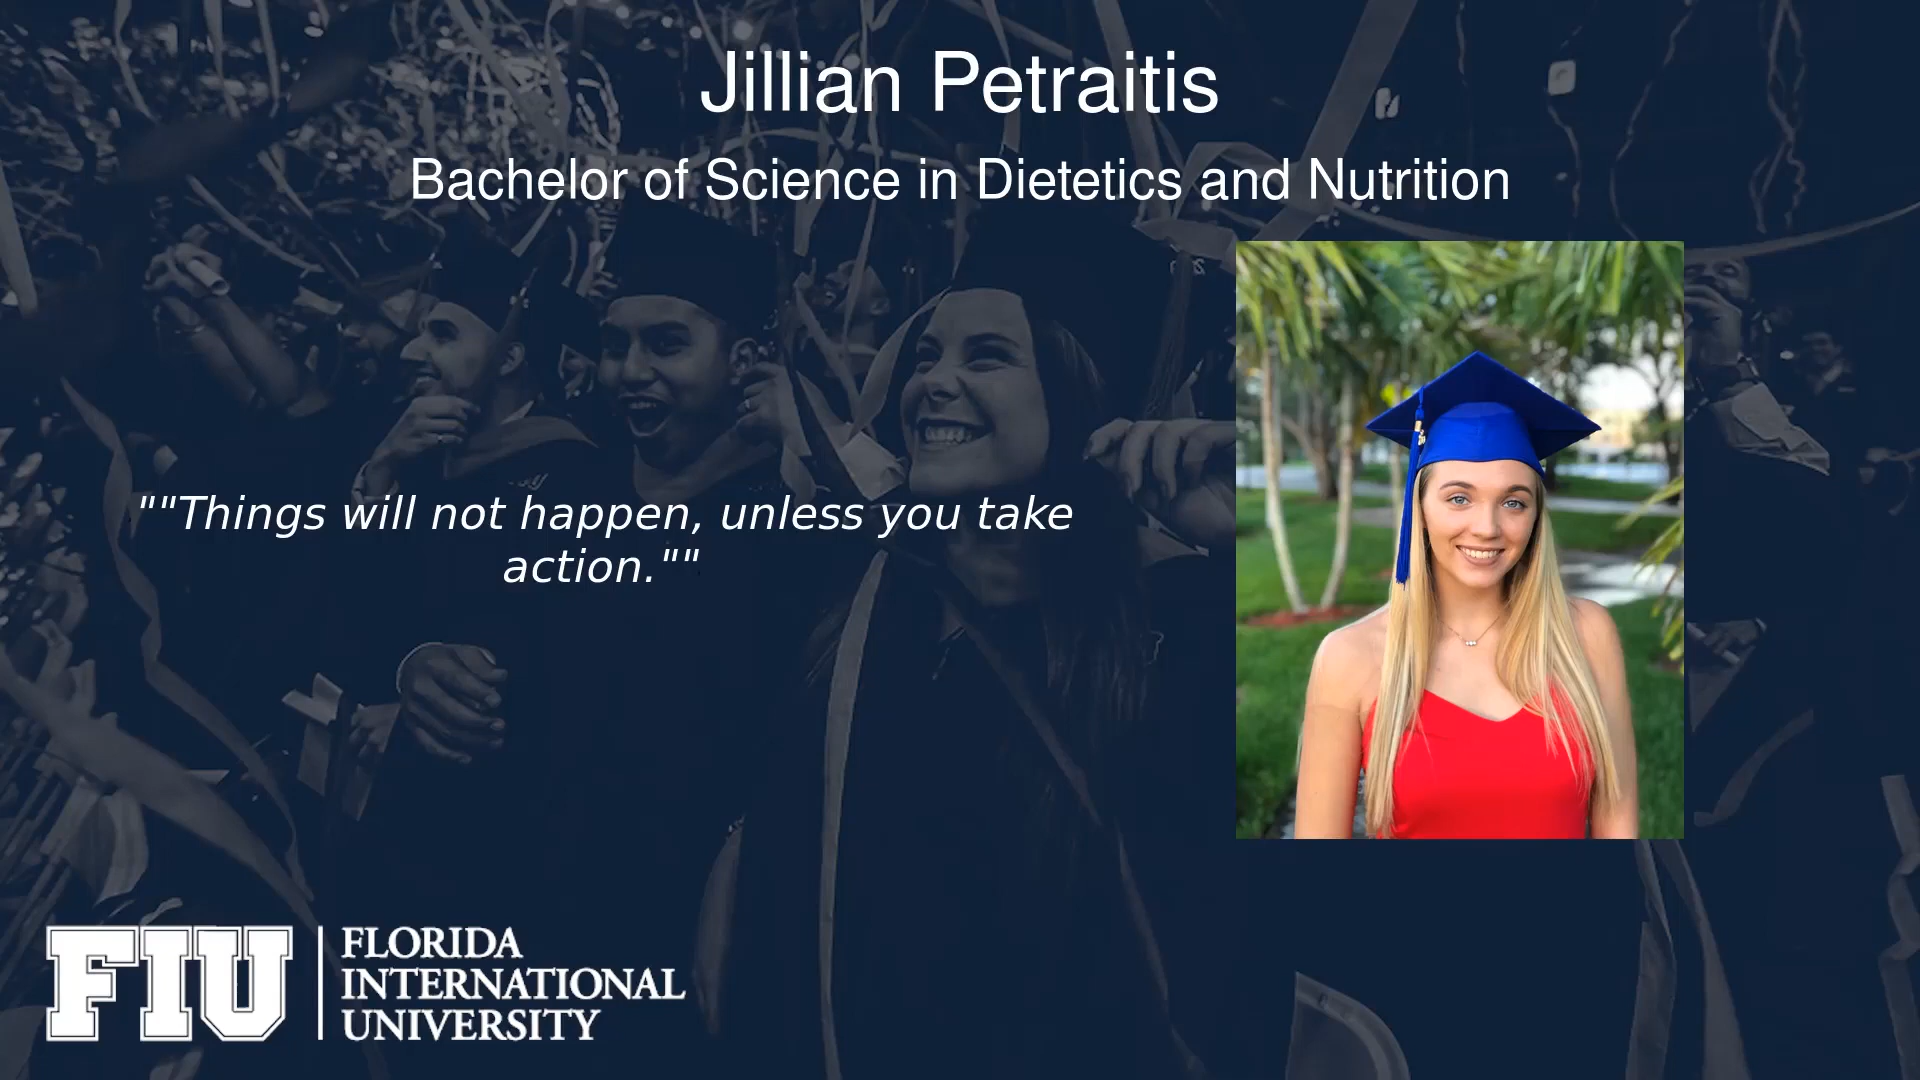 Jillian Petraitis
Bachelor of Science in Dietetics and Nutrition
""Things will not happen, unless you take
action.""
FIU
FLORIDA
INTERNATIONAL
UNIVERSITY